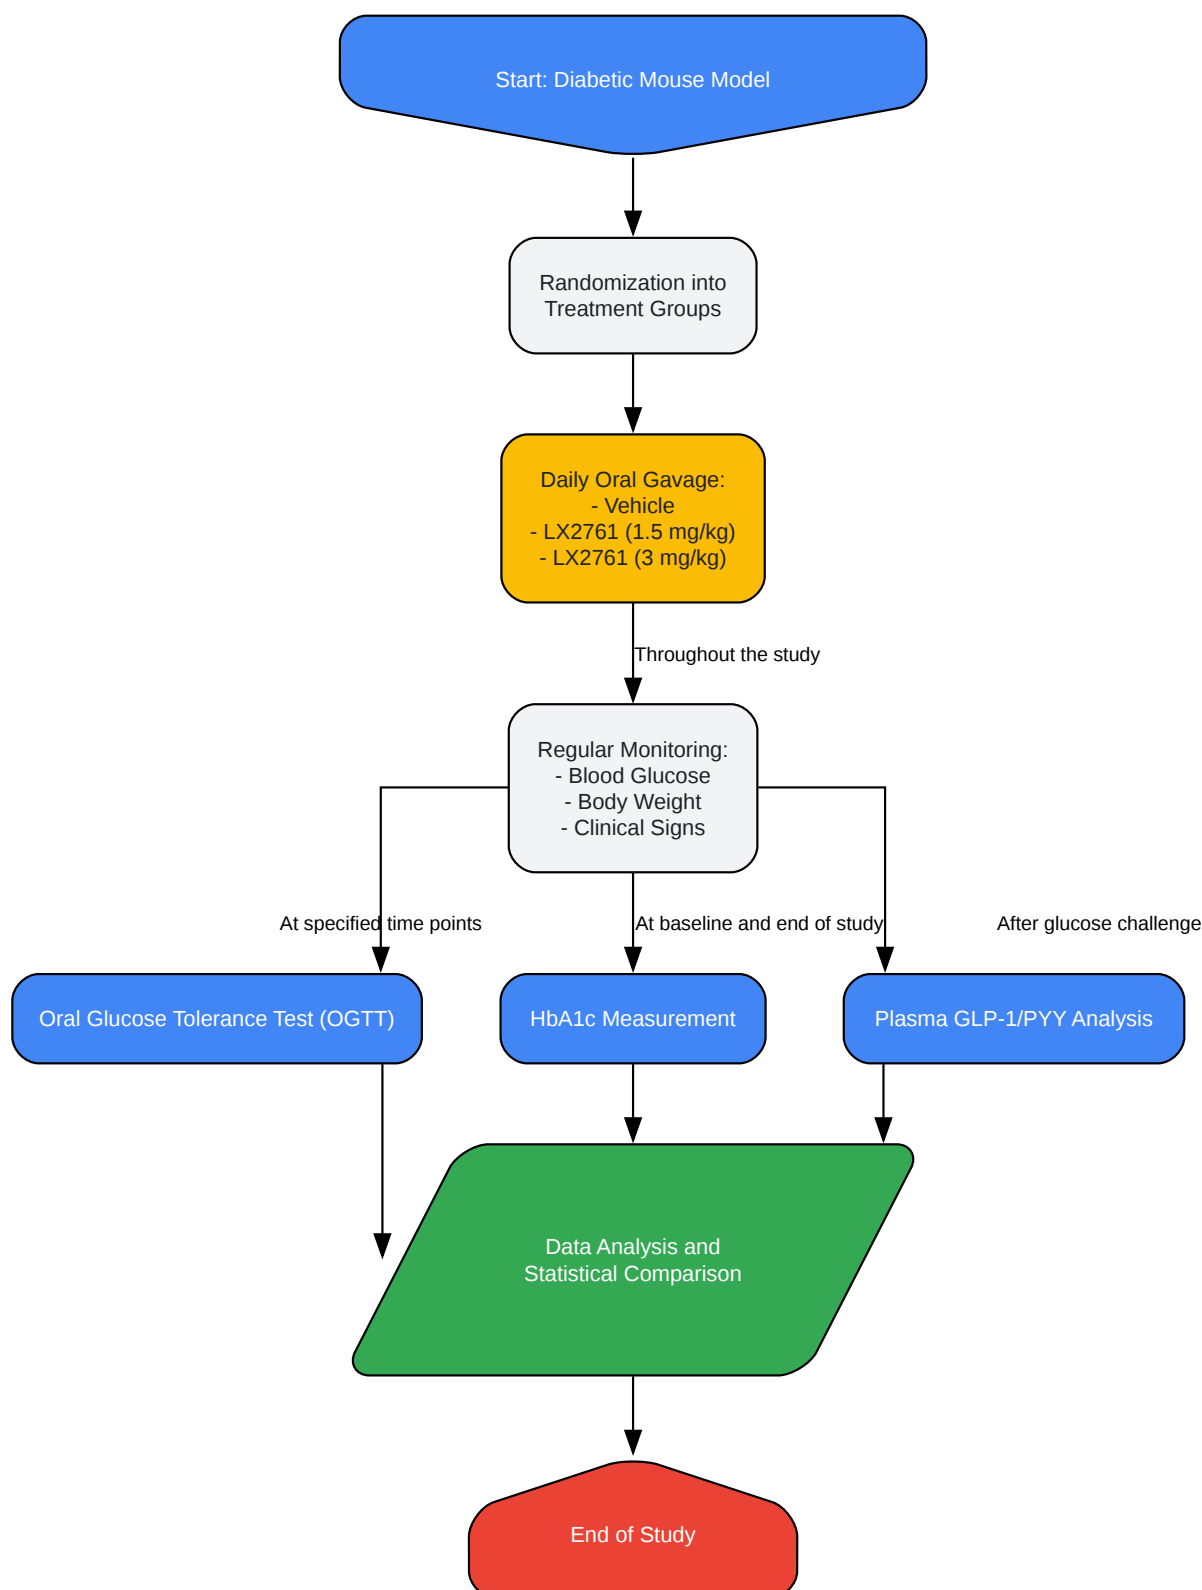 Start: Diabetic Mouse Model
Randomization into
Treatment Groups
Daily Oral Gavage:
- Vehicle
- LX2761 (1.5 mg/kg)
- LX2761 (3 mg/kg)
Throughout the study
Regular Monitoring:
- Blood Glucose
- Body Weight
- Clinical Signs
At specified time points
At baseline and end of study
After glucose challenge
Oral Glucose Tolerance Test (OGTT)
HbA1c Measurement
Plasma GLP-1/PYY Analysis
Data Analysis and
Statistical Comparison
End of Study